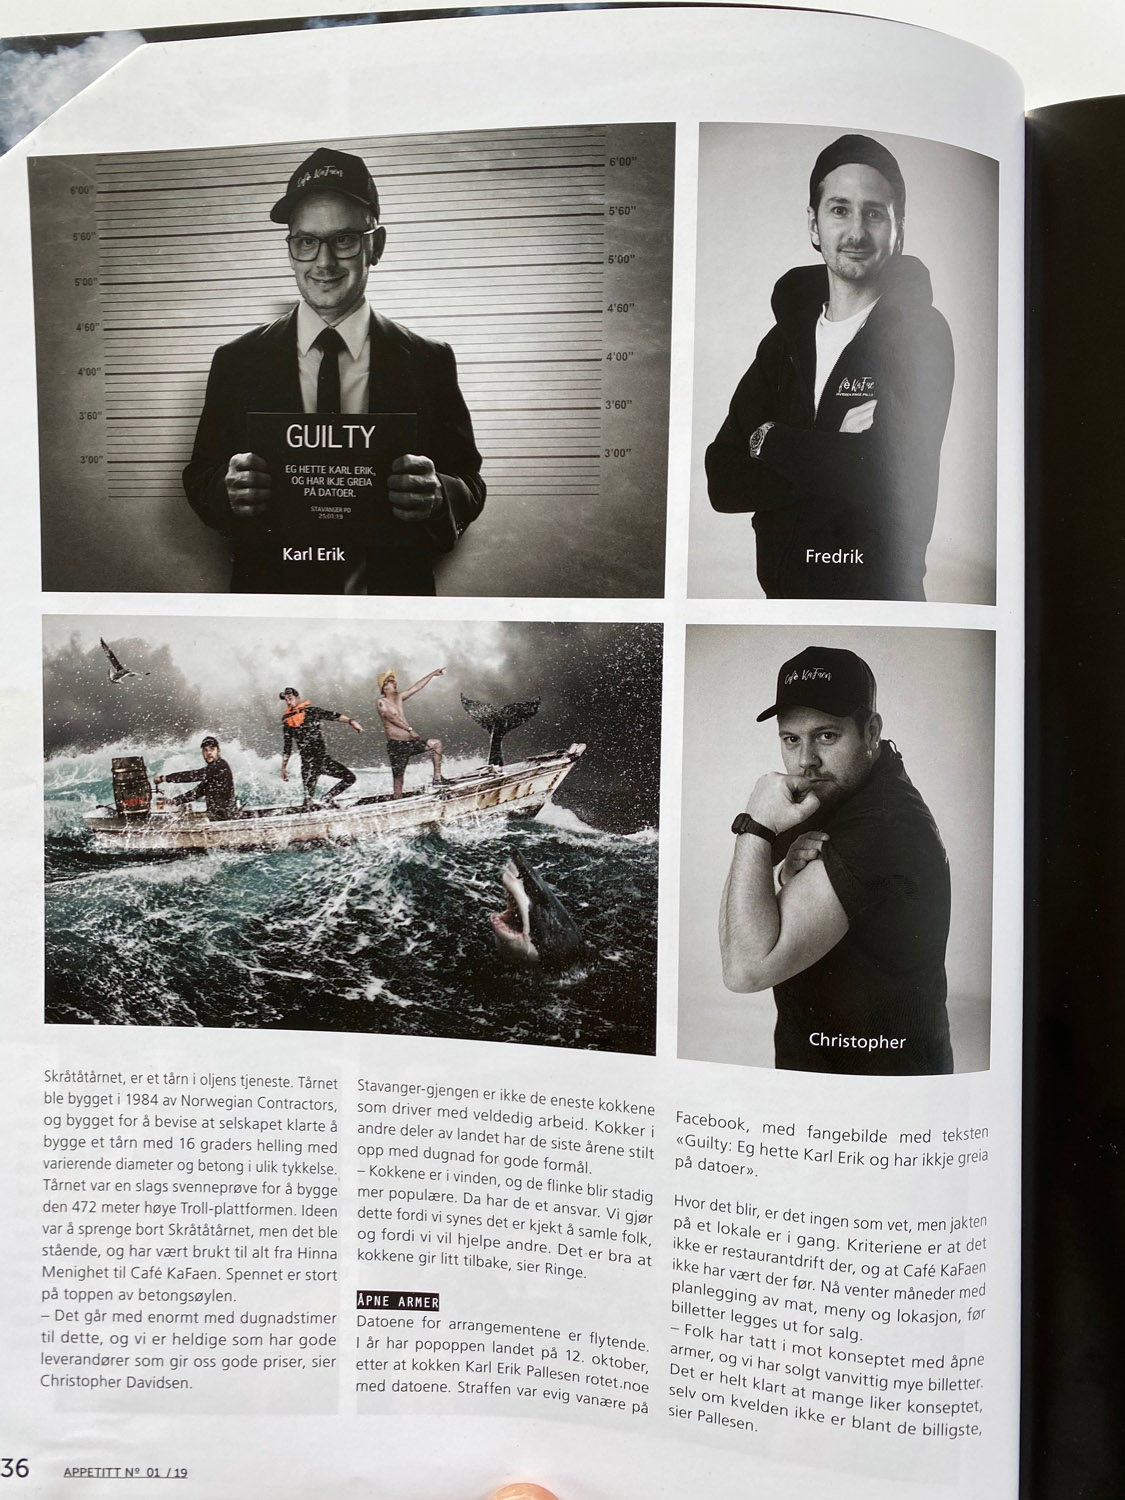 Café KaFaen
6'00"
5'60"
5'00"
4'60"
4'00"
3'60"
3'00"
6'00"
5'60"
5'00"
4'60"
4'00"
3'60"
3'00"
GUILTY
EG HETTE KARL ERIK,
OG HAR IKJE GREIA
PÅ DATOER.
STAVANGER PD
25:01:19
Karl Erik
Fredrik
Café KaFaen
Christopher
Skråtåtårnet, er et tårn i oljens tjeneste. Tårnet
ble bygget i 1984 av Norwegian Contractors,
og bygget for å bevise at selskapet klarte å
bygge et tårn med 16 graders helling med
varierende diameter og betong i ulik tykkelse.
Tårnet var en slags svenneprøve for å bygge
den 472 meter høye Troll-plattformen. Ideen
var å sprenge bort Skråtåtårnet, men det ble
stående, og har vært brukt til alt fra Hinna
Menighet til Café KaFaen. Spennet er stort
på toppen av betongsøylen.
– Det går med enormt med dugnadstimer
til dette, og vi er heldige som har gode
leverandører som gir oss gode priser, sier
Christopher Davidsen.
Stavanger-gjengen er ikke de eneste kokkene
som driver med veldedig arbeid. Kokker i
andre deler av landet har de siste årene stilt
opp med dugnad for gode formål.
– Kokkene er i vinden, og de flinke blir stadig
mer populære. Da har de et ansvar. Vi gjør
dette fordi vi synes det er kjekt å samle folk,
og fordi vi vil hjelpe andre. Det er bra at
kokkene gir litt tilbake, sier Ringe.
ÅPNE ARMER
Datoene for arrangementene er flytende.
I år har popoppen landet på 12. oktober,
etter at kokken Karl Erik Pallesen rotet.noe
med datoene. Straffen var evig vanære på
Facebook, med fangebilde med teksten
«Guilty: Eg hette Karl Erik og har ikkje greia
på datoer».
Hvor det blir, er det ingen som vet, men jakten
på et lokale er i gang. Kriteriene er at det
ikke er restaurantdrift der, og at Café KaFaen
ikke har vært der før. Nå venter måneder med
planlegging av mat, meny og lokasjon, før
billetter legges ut for salg.
– Folk har tatt i mot konseptet med åpne
armer, og vi har solgt vanvittig mye billetter.
Det er helt klart at mange liker konseptet,
selv om kvelden ikke er blant de billigste,
sier Pallesen.
36
APPETITT Nº 01 / 19